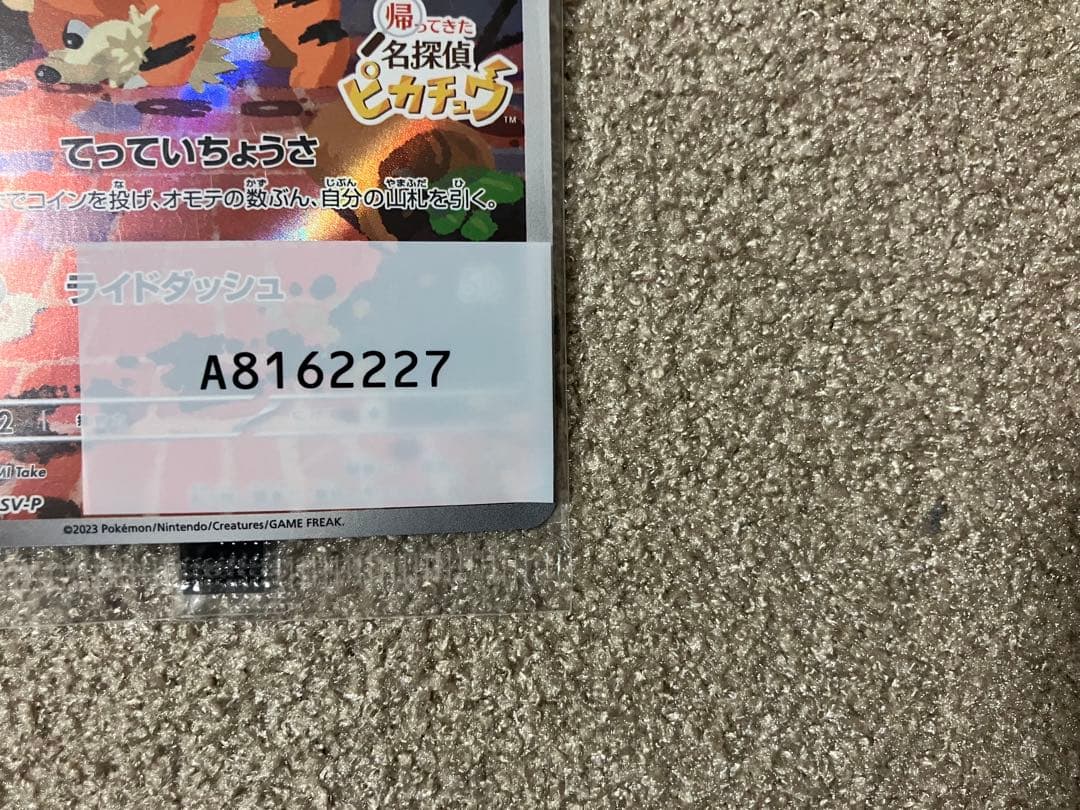 帰ってきた
名探偵
ピカチュウ
TM
てっていちょうさ
でコインを投げ、オモテの数ぶん、自分の山札を引く。
ライドダッシュ
A8162227
2
Take
SV-P
©2023 Pokémon/Nintendo/Creatures/GAME FREAK.